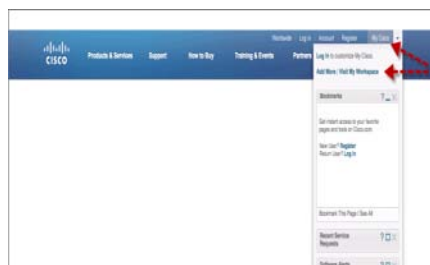 Worldwide Log In Account Register My Cisco
CISCO
Products & Services Support How to Buy Training & Events Partners
Log In to customize My Cisco.
Add More | Visit My Workspace
Bookmarks
Get instant access to your favorite
pages and tools on Cisco.com.
New User? Register
Return User? Log In
Bookmark This Page | See All
Recent Service
Requests
Software Alerts